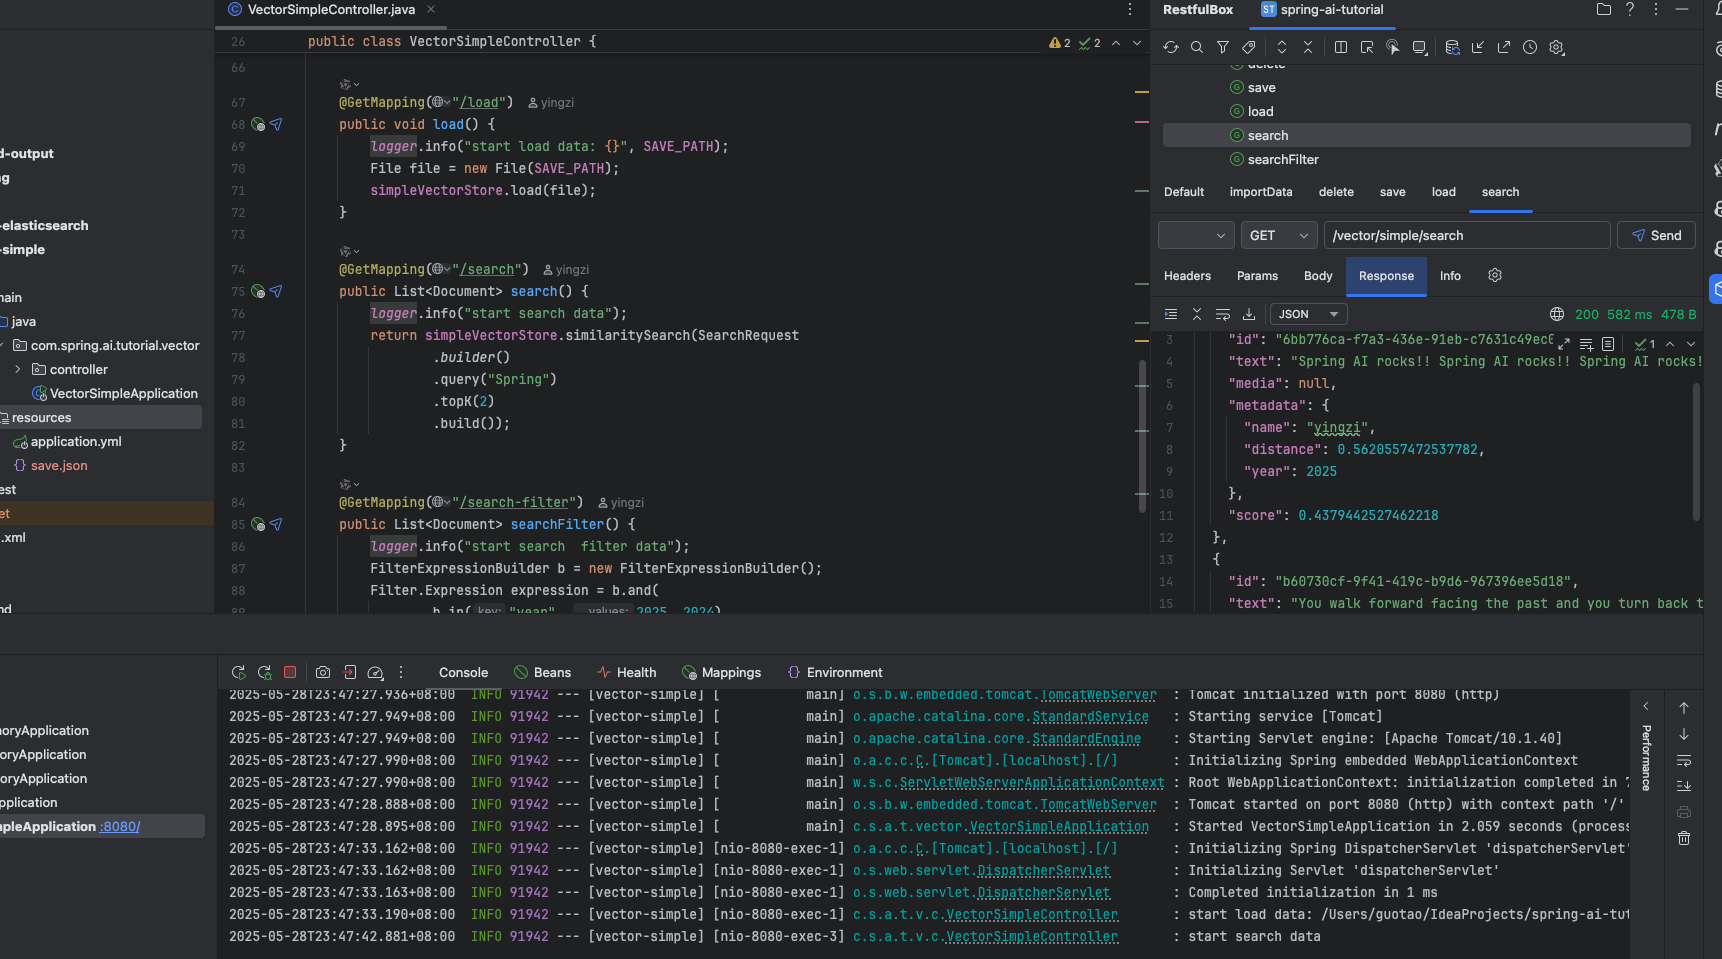 VectorSimpleController.java
26 public class VectorSimpleController {
2 2
66
67 @GetMapping("/load") yingzi
68 public void load() {
69 logger.info("start load data: {}", SAVE_PATH);
70 File file = new File(SAVE_PATH);
71 simpleVectorStore.load(file);
72 }
73
74 @GetMapping("/search") yingzi
75 public List<Document> search() {
76 logger.info("start search data");
77 return simpleVectorStore.similaritySearch(SearchRequest
78 .builder()
79 .query("Spring")
80 .topK(2)
81 .build());
82 }
83
84 @GetMapping("/search-filter") yingzi
85 public List<Document> searchFilter() {
86 logger.info("start search  filter data");
87 FilterExpressionBuilder b = new FilterExpressionBuilder();
88 Filter.Expression expression = b.and(
89 b.in( key: "year", values: 2025, 2024)
d-output
g
-elasticsearch
-simple
ain
java
com.spring.ai.tutorial.vector
controller
VectorSimpleApplication
resources
application.yml
save.json
est
et
.xml
nd
RestfulBox
ST spring-ai-tutorial
delete
save
load
search
searchFilter
Default importData delete save load search
GET /vector/simple/search Send
Headers Params Body Response Info
JSON 200 582 ms 478 B
3 "id": "6bb776ca-f7a3-436e-91eb-c7631c49ec0
1
4 "text": "Spring AI rocks!! Spring AI rocks!! Spring AI rocks!
5 "media": null,
6 "metadata": {
7 "name": "yingzi",
8 "distance": 0.5620557472537782,
9 "year": 2025
10 },
11 "score": 0.4379442527462218
12 },
13 {
14 "id": "b60730cf-9f41-419c-b9d6-967396ee5d18",
15 "text": "You walk forward facing the past and you turn back t
Console Beans Health Mappings Environment
oryApplication
oryApplication
oryApplication
pplication
mpleApplication :8080/
2025-05-28T23:47:27.936+08:00 INFO 91942 --- [vector-simple] [ main] o.s.b.w.embedded.tomcat.TomcatWebServer : Tomcat initialized with port 8080 (http)
2025-05-28T23:47:27.949+08:00 INFO 91942 --- [vector-simple] [ main] o.apache.catalina.core.StandardService : Starting service [Tomcat]
2025-05-28T23:47:27.949+08:00 INFO 91942 --- [vector-simple] [ main] o.apache.catalina.core.StandardEngine : Starting Servlet engine: [Apache Tomcat/10.1.40]
2025-05-28T23:47:27.990+08:00 INFO 91942 --- [vector-simple] [ main] o.a.c.c.C.[Tomcat].[localhost].[/] : Initializing Spring embedded WebApplicationContext
2025-05-28T23:47:27.990+08:00 INFO 91942 --- [vector-simple] [ main] w.s.c.ServletWebServerApplicationContext : Root WebApplicationContext: initialization completed in 7
2025-05-28T23:47:28.888+08:00 INFO 91942 --- [vector-simple] [ main] o.s.b.w.embedded.tomcat.TomcatWebServer : Tomcat started on port 8080 (http) with context path '/'
2025-05-28T23:47:28.895+08:00 INFO 91942 --- [vector-simple] [ main] c.s.a.t.vector.VectorSimpleApplication : Started VectorSimpleApplication in 2.059 seconds (process
2025-05-28T23:47:33.162+08:00 INFO 91942 --- [vector-simple] [nio-8080-exec-1] o.a.c.c.C.[Tomcat].[localhost].[/] : Initializing Spring DispatcherServlet 'dispatcherServlet'
2025-05-28T23:47:33.162+08:00 INFO 91942 --- [vector-simple] [nio-8080-exec-1] o.s.web.servlet.DispatcherServlet : Initializing Servlet 'dispatcherServlet'
2025-05-28T23:47:33.163+08:00 INFO 91942 --- [vector-simple] [nio-8080-exec-1] o.s.web.servlet.DispatcherServlet : Completed initialization in 1 ms
2025-05-28T23:47:33.190+08:00 INFO 91942 --- [vector-simple] [nio-8080-exec-1] c.s.a.t.v.c.VectorSimpleController : start load data: /Users/guotao/IdeaProjects/spring-ai-tut
2025-05-28T23:47:42.881+08:00 INFO 91942 --- [vector-simple] [nio-8080-exec-3] c.s.a.t.v.c.VectorSimpleController : start search data
Performance